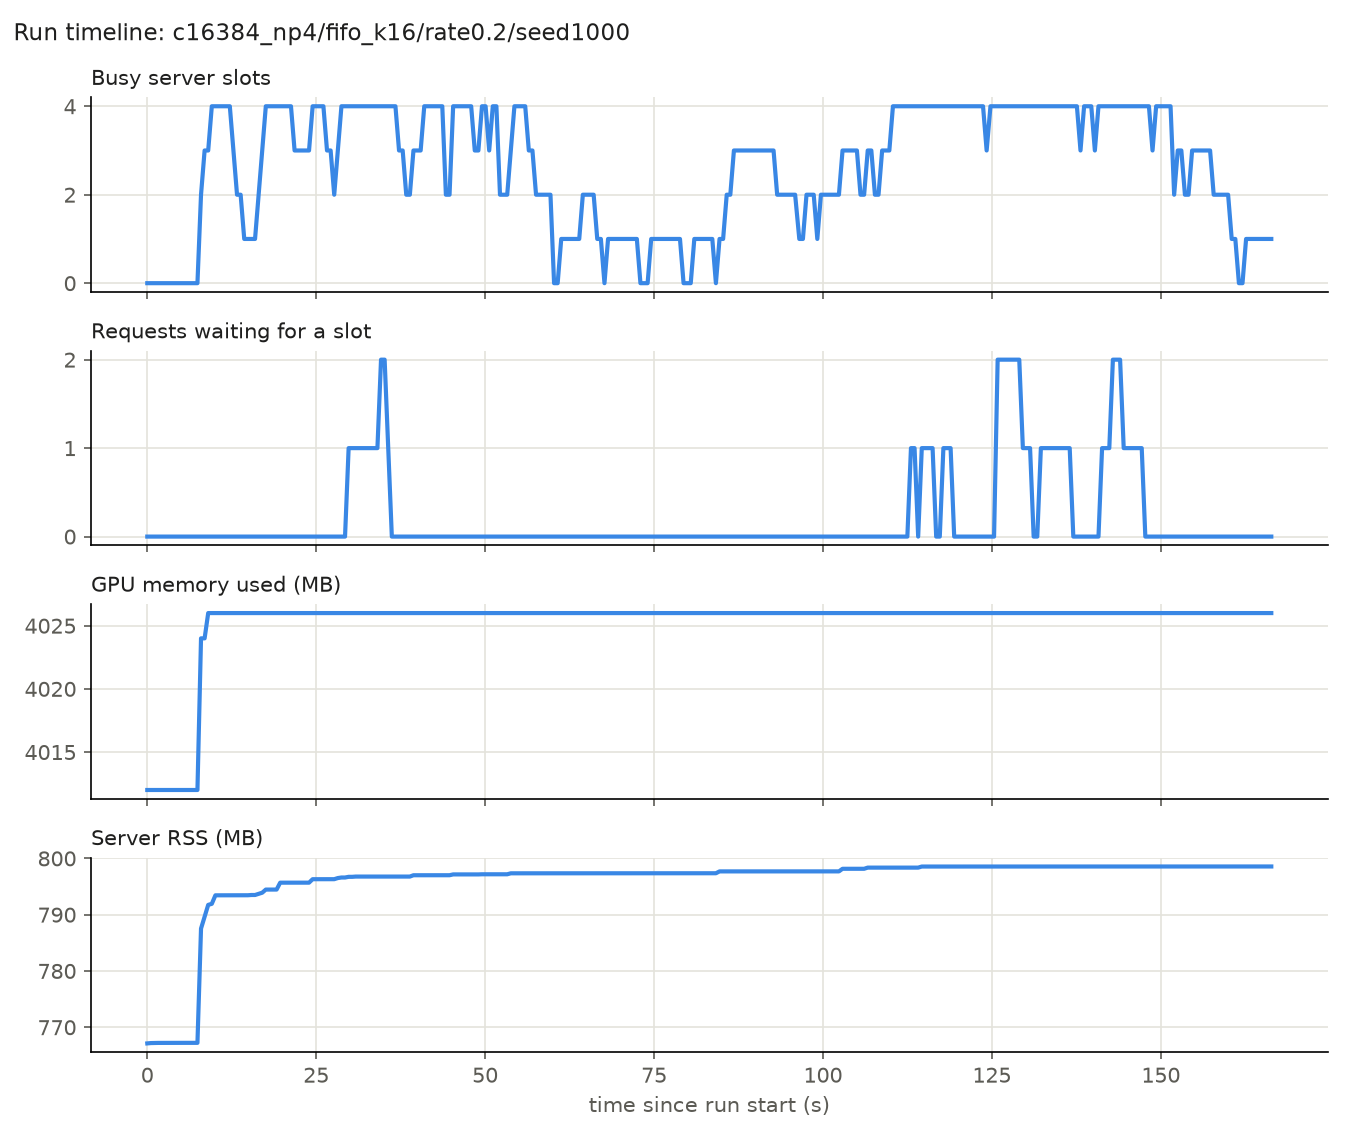 Run timeline: c16384_np4/fifo_k16/rate0.2/seed1000
Busy server slots
4
2
0
Requests waiting for a slot
2
1
0
GPU memory used (MB)
4025
4020
4015
Server RSS (MB)
800
790
780
770
0 25 50 75 100 125 150
time since run start (s)